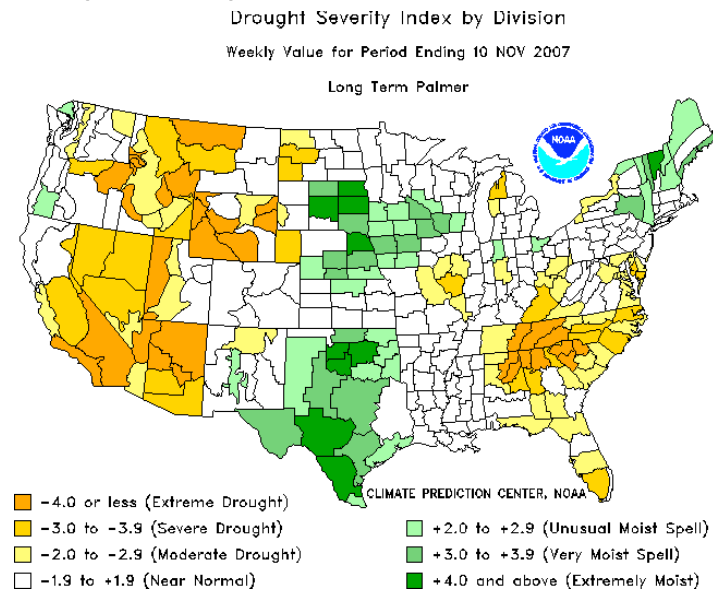 Drought Severity Index by Division
Weekly Value for Period Ending 10 NOV 2007
Long Term Palmer
NOAA
CLIMATE PREDICTION CENTER, NOAA
-4.0 or less (Extreme Drought)
-3.0 to -3.9 (Severe Drought)
-2.0 to -2.9 (Moderate Drought)
-1.9 to +1.9 (Near Normal)
+2.0 to +2.9 (Unusual Moist Spell)
+3.0 to +3.9 (Very Moist Spell)
+4.0 and above (Extremely Moist)